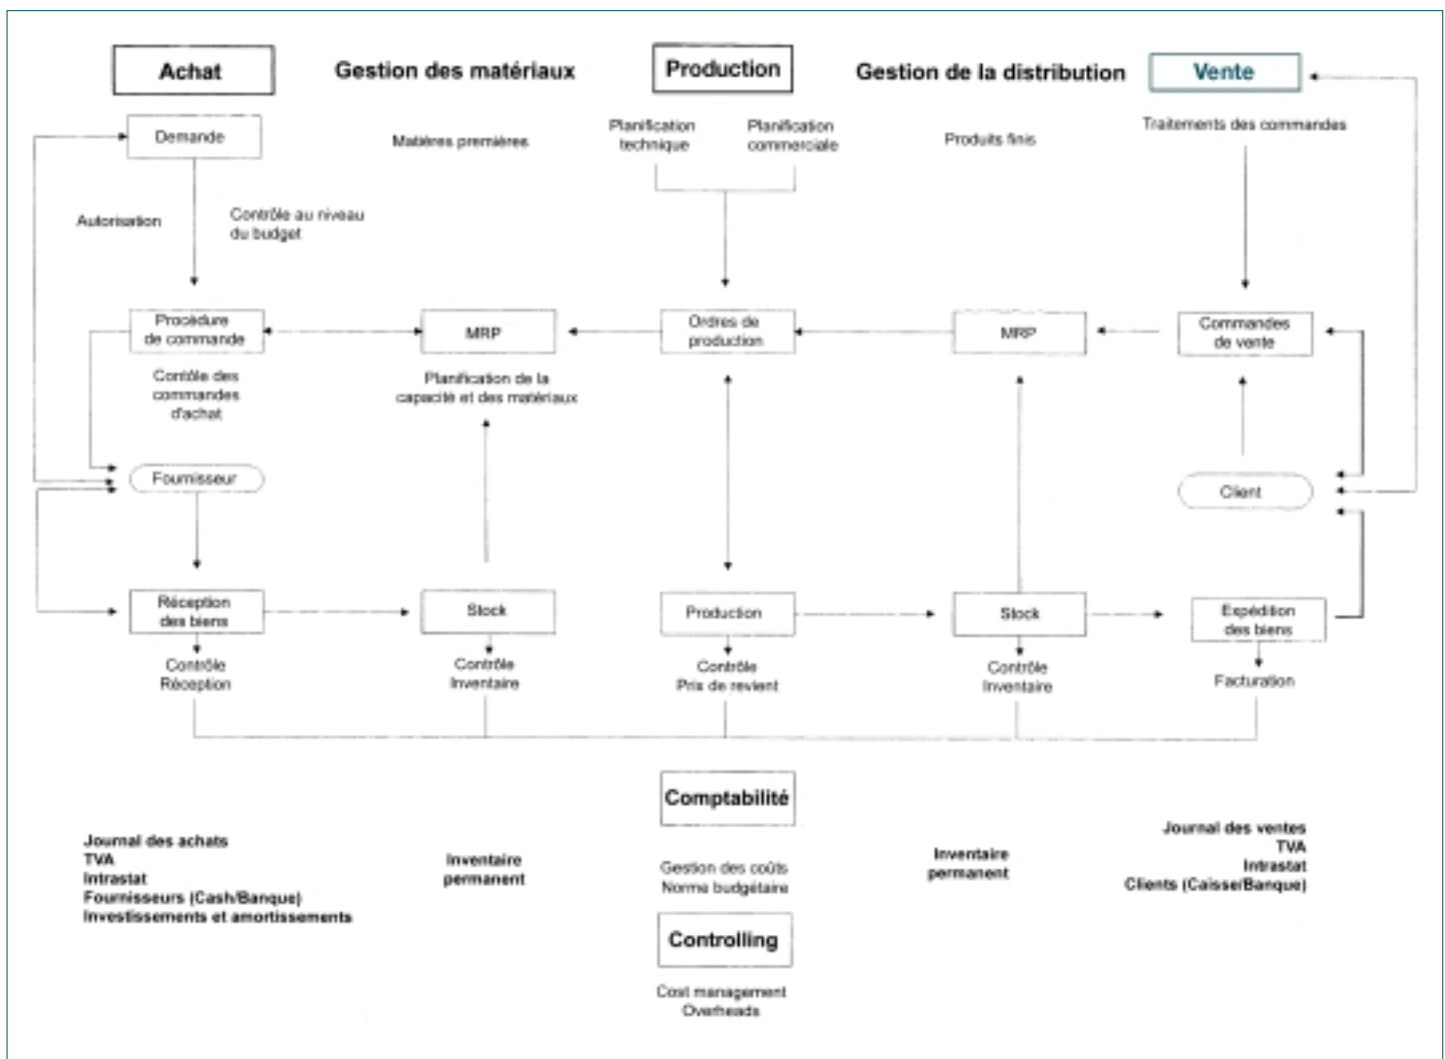 Achat
Gestion des matériaux
Production
Gestion de la distribution
Vente
Demande
Matières premières
Planification
technique
Planification
commerciale
Produits finis
Traitements des commandes
Autorisation
Contrôle au niveau
du budget
Procédure
de commande
MRP
Ordres de
production
MRP
Commandes
de vente
Contôle des
commandes
d'achat
Planification de la
capacité et des matériaux
Fournisseur
Client
Réception
des biens
Stock
Production
Stock
Expédition
des biens
Contrôle
Réception
Contrôle
Inventaire
Contrôle
Prix de revient
Contrôle
Inventaire
Facturation
Comptabilité
Journal des achats
TVA
Intrastat
Fournisseurs (Cash/Banque)
Investissements et amortissements
Inventaire
permanent
Gestion des coûts
Norme budgétaire
Inventaire
permanent
Journal des ventes
TVA
Intrastat
Clients (Caisse/Banque)
Controlling
Cost management
Overheads